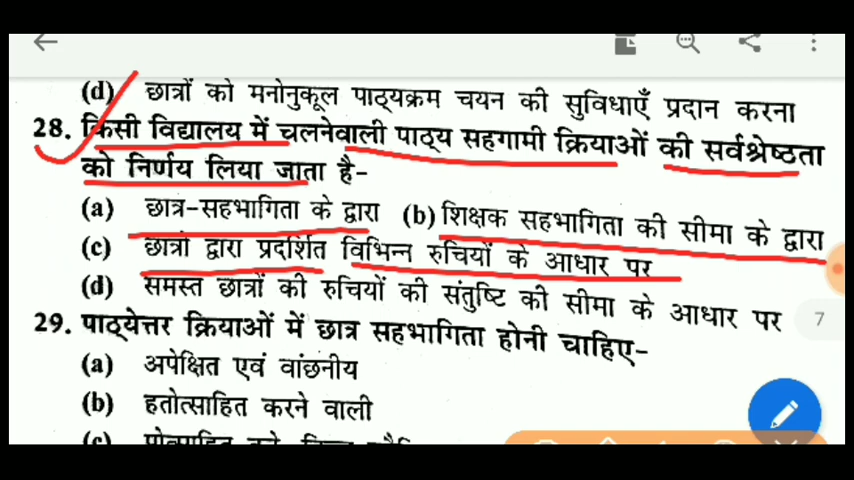 (d) छात्रों को मनोनुकूल पाठ्यक्रम चयन की सुविधाएँ प्रदान करना
28. किसी विद्यालय में चलनेवाली पाठ्य सहगामी क्रियाओं की सर्वश्रेष्ठता
को निर्णय लिया जाता है-
(a) छात्र-सहभागिता के द्वारा (b) शिक्षक सहभागिता की सीमा के द्वारा
(c) छात्रों द्वारा प्रदर्शित विभिन्न रुचियों के आधार पर
(d) समस्त छात्रों की रुचियों की संतुष्टि की सीमा के आधार पर
7
29. पाठ्येत्तर क्रियाओं में छात्र सहभागिता होनी चाहिए-
(a) अपेक्षित एवं वांछनीय
(b) हतोत्साहित करने वाली
(c)